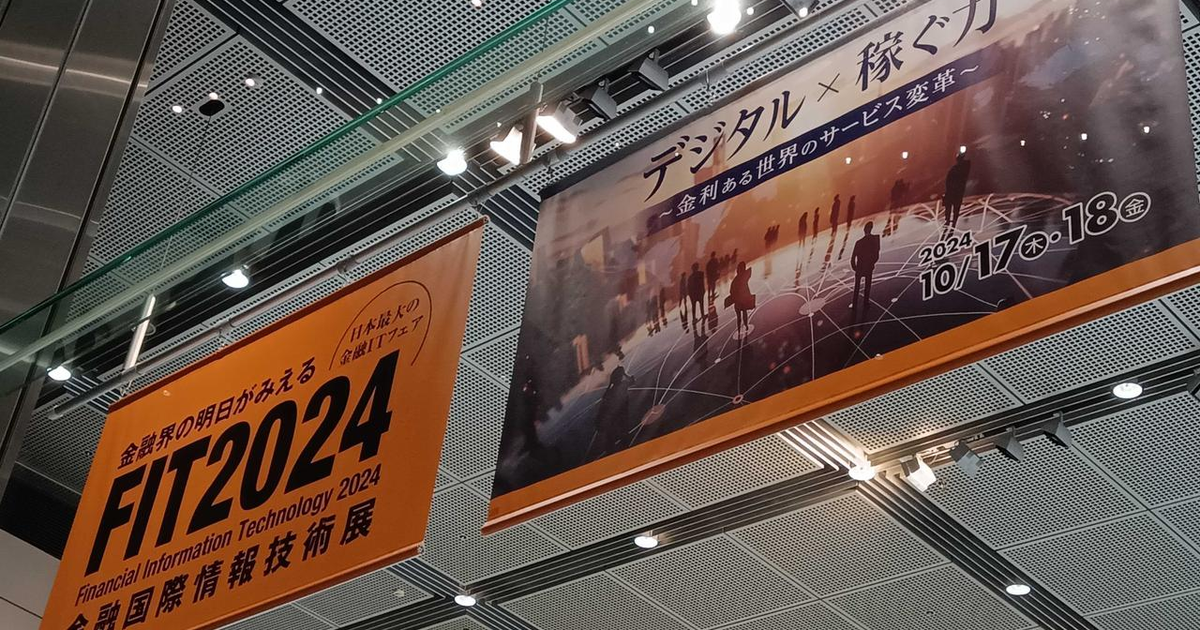 日本最大の
金融ITフェア
金融界の明日がみえる
FIT2024
Financial Information Technology 2024
金融国際情報技術展
デジタル×稼ぐ力
~金利ある世界のサービス変革~
2024
10/17木・18金